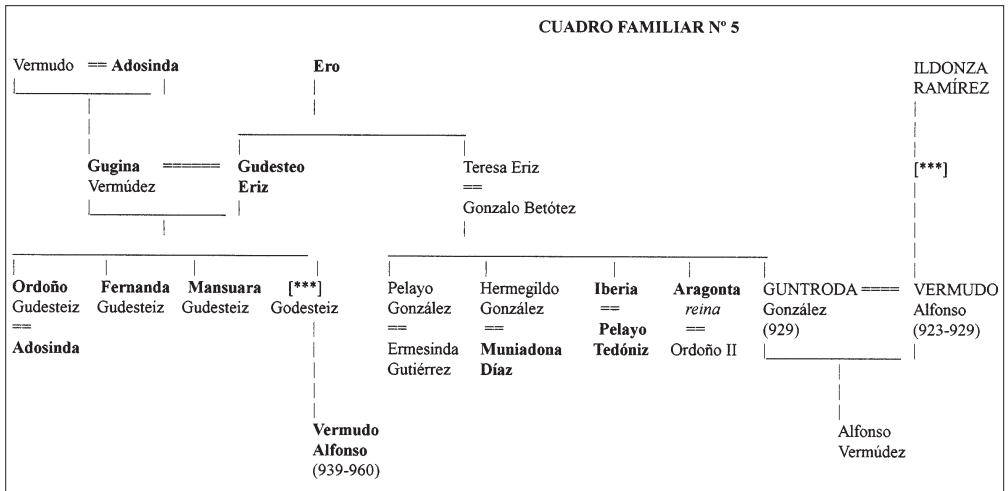 CUADRO FAMILIAR Nº 5
Vermudo == Adosinda
Ero
ILDONZA
RAMÍREZ
Gugina ====== Gudesteo
Vermúdez Eriz
Teresa Eriz
==
Gonzalo Betótez
[***]
Ordoño
Gudesteiz
==
Adosinda
Fernanda
Gudesteiz
Mansuara
Gudesteiz
[***]
Godesteiz
Vermudo
Alfonso
(939-960)
Pelayo
González
==
Ermesinda
Gutiérrez
Hermegildo
González
==
Muniadona
Díaz
Iberia
==
Pelayo
Tedóniz
Aragonta
reina
==
Ordoño II
GUNTRODA ==== VERMUDO
González Alfonso
(929) (923-929)
Alfonso
Vermúdez